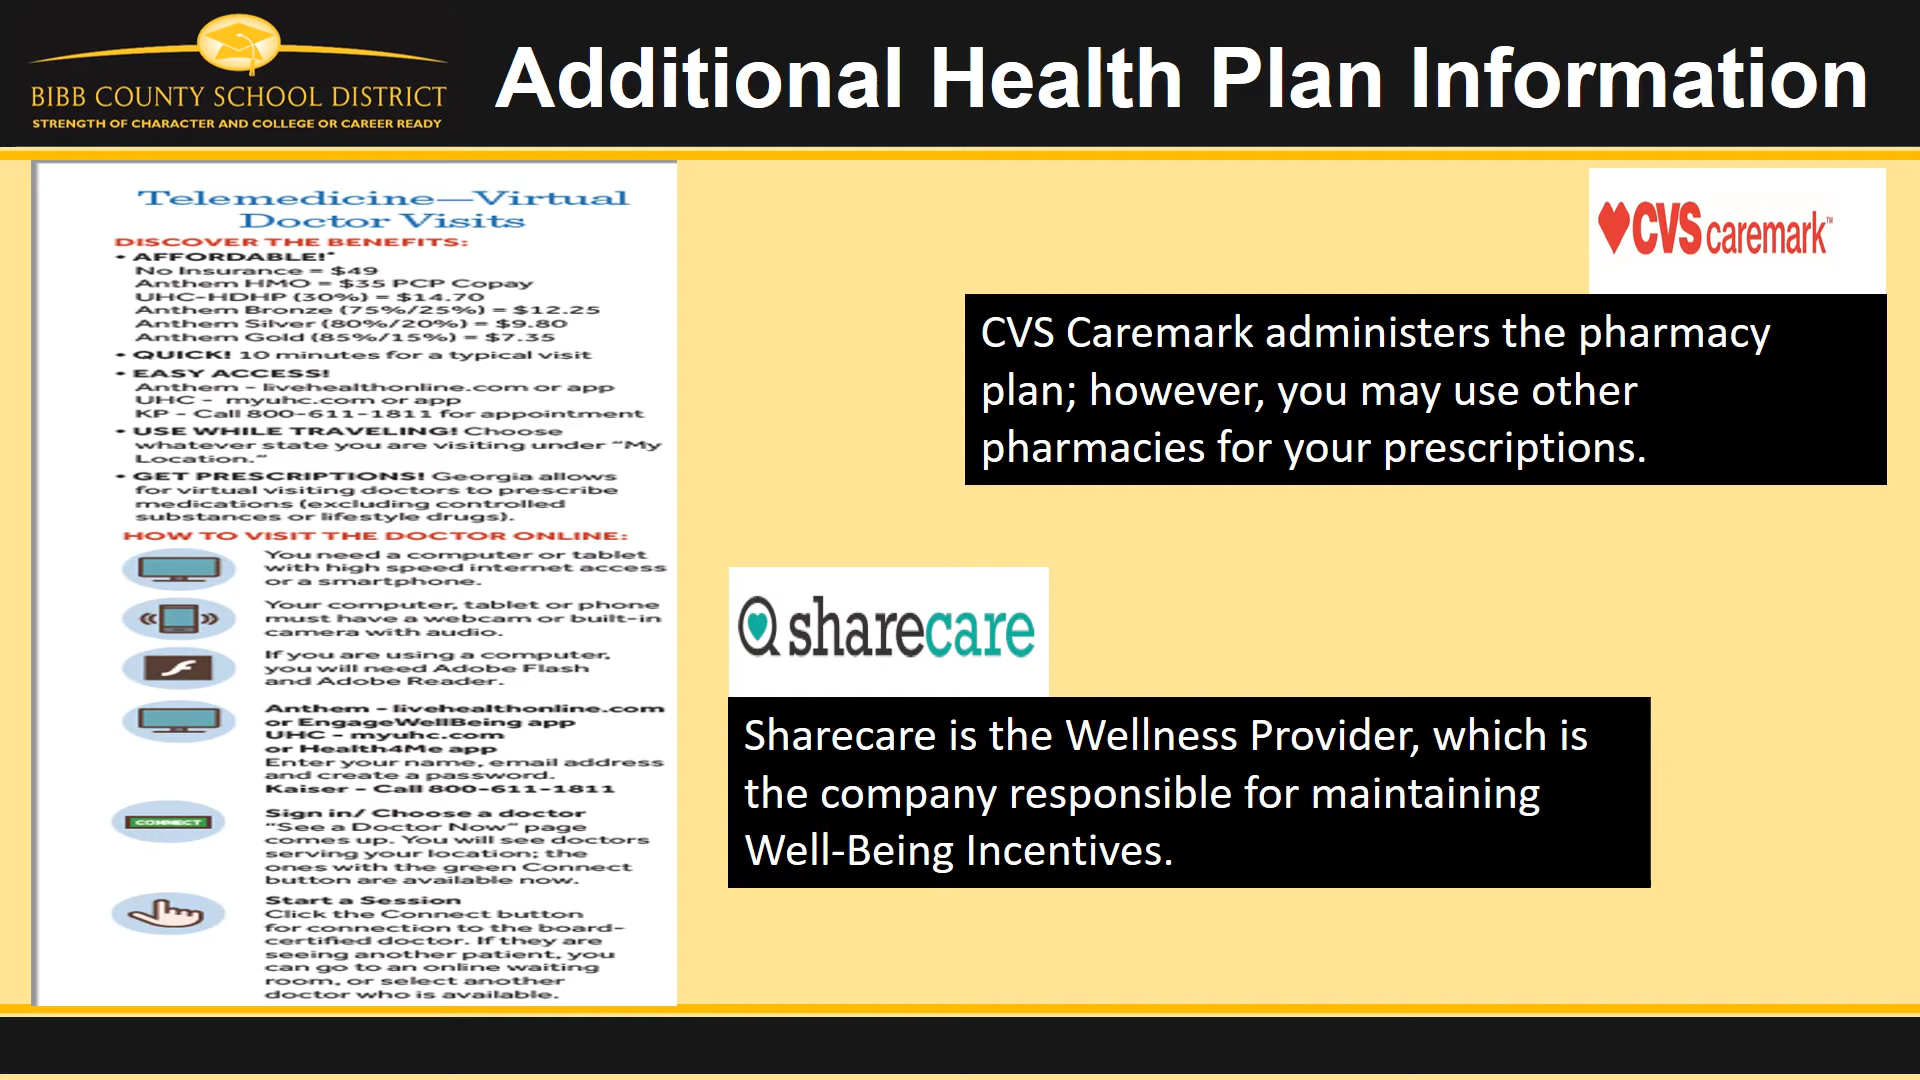 BIBB COUNTY SCHOOL DISTRICT
STRENGTH OF CHARACTER AND COLLEGE OR CAREER READY
Additional Health Plan Information
Telemedicine—Virtual
Doctor Visits
DISCOVER THE BENEFITS:
• AFFORDABLE!*
No Insurance = $49
Anthem HMO = $35 PCP Copay
UHC-HDHP (30%) = $14.70
Anthem Bronze (75%/25%) = $12.25
Anthem Silver (80%/20%) = $9.80
Anthem Gold (85%/15%) = $7.35
• QUICK! 10 minutes for a typical visit
• EASY ACCESS!
Anthem - livehealthonline.com or app
UHC - myuhc.com or app
KP - Call 800-611-1811 for appointment
• USE WHILE TRAVELING! Choose
whatever state you are visiting under “My
Location.”
• GET PRESCRIPTIONS! Georgia allows
for virtual visiting doctors to prescribe
medications (excluding controlled
substances or lifestyle drugs).
HOW TO VISIT THE DOCTOR ONLINE:
You need a computer or tablet
with high speed internet access
or a smartphone.
Your computer, tablet or phone
must have a webcam or built-in
camera with audio.
If you are using a computer,
you will need Adobe Flash
and Adobe Reader.
Anthem - livehealthonline.com
or EngageWellBeing app
UHC - myuhc.com
or Health4Me app
Enter your name, email address
and create a password.
Kaiser - Call 800-611-1811
CONNECT
Sign in/ Choose a doctor
“See a Doctor Now” page
comes up. You will see doctors
serving your location; the
ones with the green Connect
button are available now.
Start a Session
Click the Connect button
for connection to the board-
certified doctor. If they are
seeing another patient, you
can go to an online waiting
room, or select another
doctor who is available.
CVS caremark™
CVS Caremark administers the pharmacy
plan; however, you may use other
pharmacies for your prescriptions.
sharecare
Sharecare is the Wellness Provider, which is
the company responsible for maintaining
Well-Being Incentives.